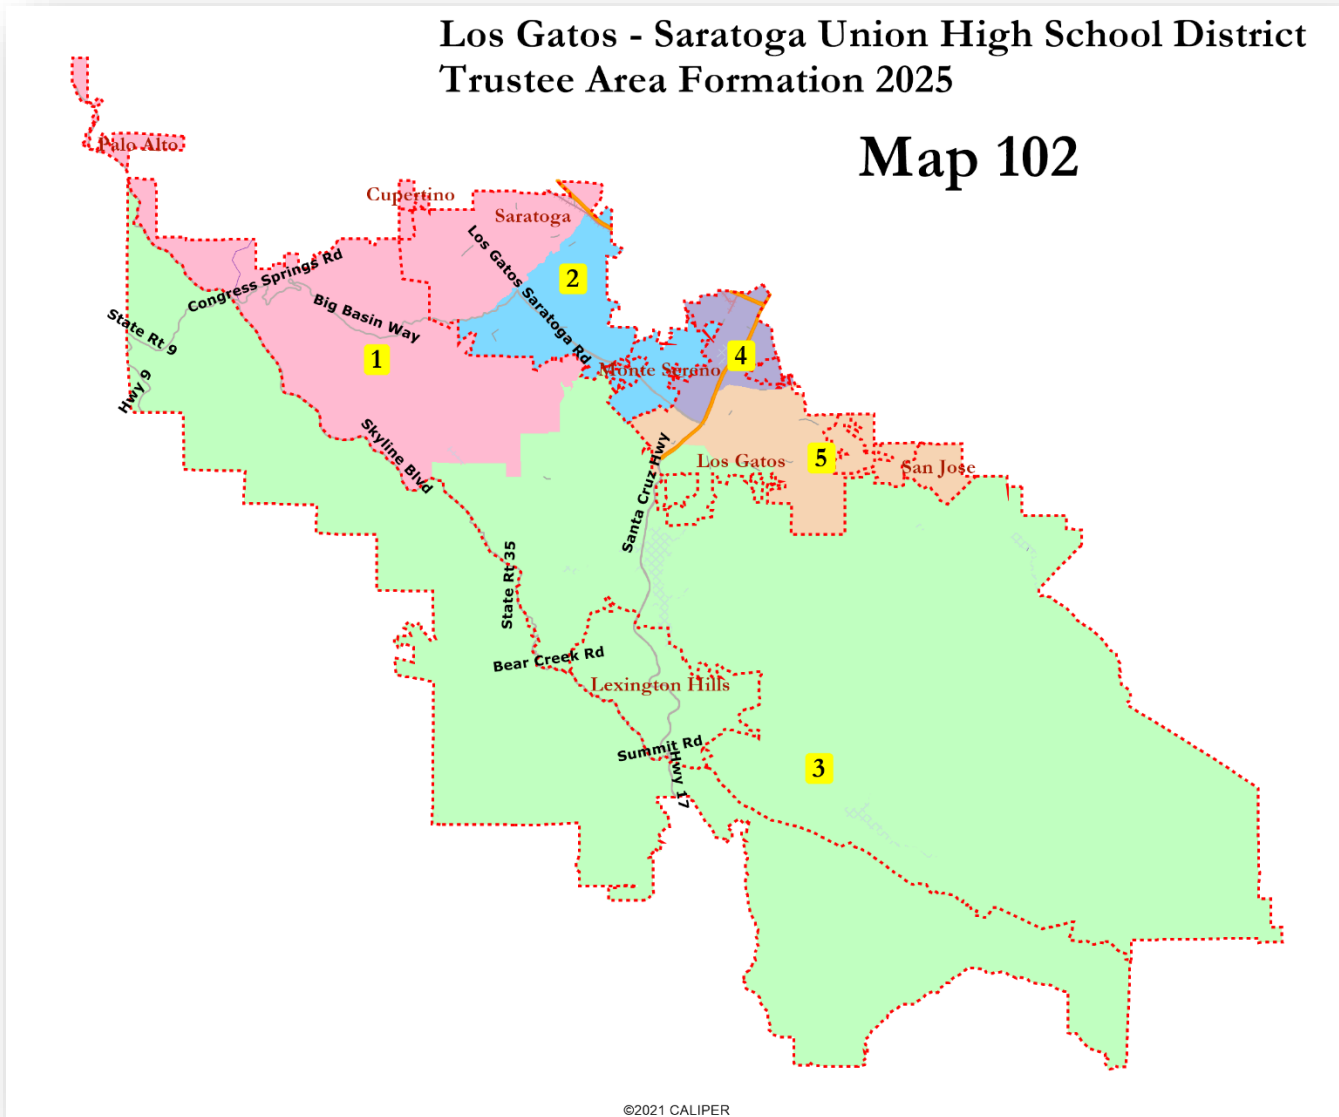 Los Gatos - Saratoga Union High School District
Trustee Area Formation 2025
Map 102
Palo Alto
Cupertino
Saratoga
Los Gatos Saratoga Rd
2
Congress Springs Rd
Big Basin Way
State Rt 9
Hwy 9
1
4
Monte Sereno
Skyline Blvd
Santa Cruz Hwy
Los Gatos
5
San Jose
State Rt 35
Bear Creek Rd
Lexington Hills
Summit Rd
Hwy 17
3
©2021 CALIPER